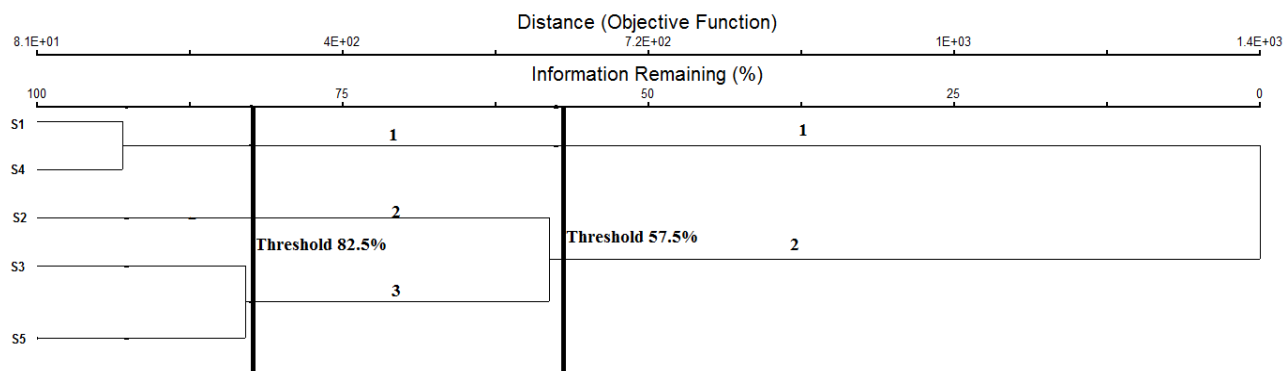 Distance (Objective Function)
8.1E+01 4E+02 7.2E+02 1E+03 1.4E+03
Information Remaining (%)
100 75 50 25 0
S1
1 1
S4
S2 2
Threshold 82.5% Threshold 57.5% 2
S3
3
S5